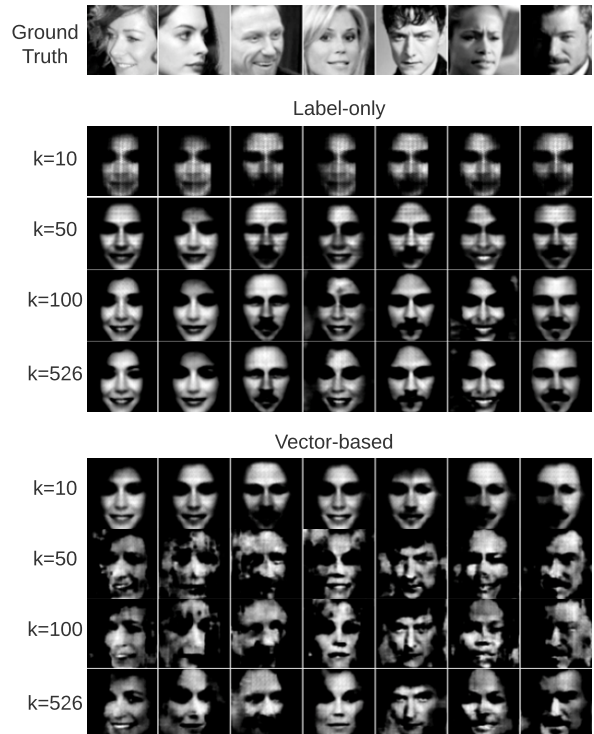 Ground
Truth
Label-only
k=10
k=50
k=100
k=526
Vector-based
k=10
k=50
k=100
k=526